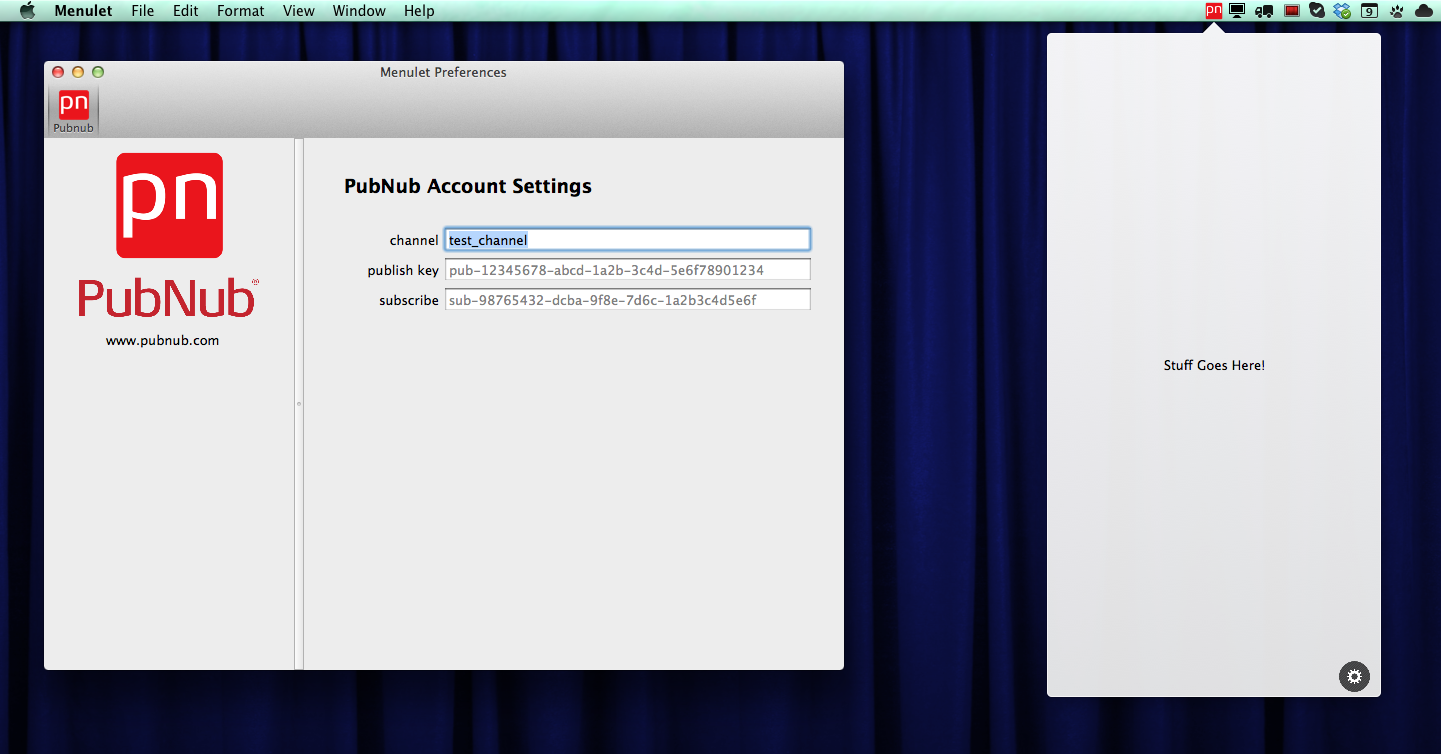 Menulet File Edit Format View Window Help
pn
9
Menulet Preferences
pn
Pubnub
pn
PubNub®
www.pubnub.com
PubNub Account Settings
channel test_channel
publish key pub-12345678-abcd-1a2b-3c4d-5e6f78901234
subscribe sub-98765432-dcba-9f8e-7d6c-1a2b3c4d5e6f
Stuff Goes Here!